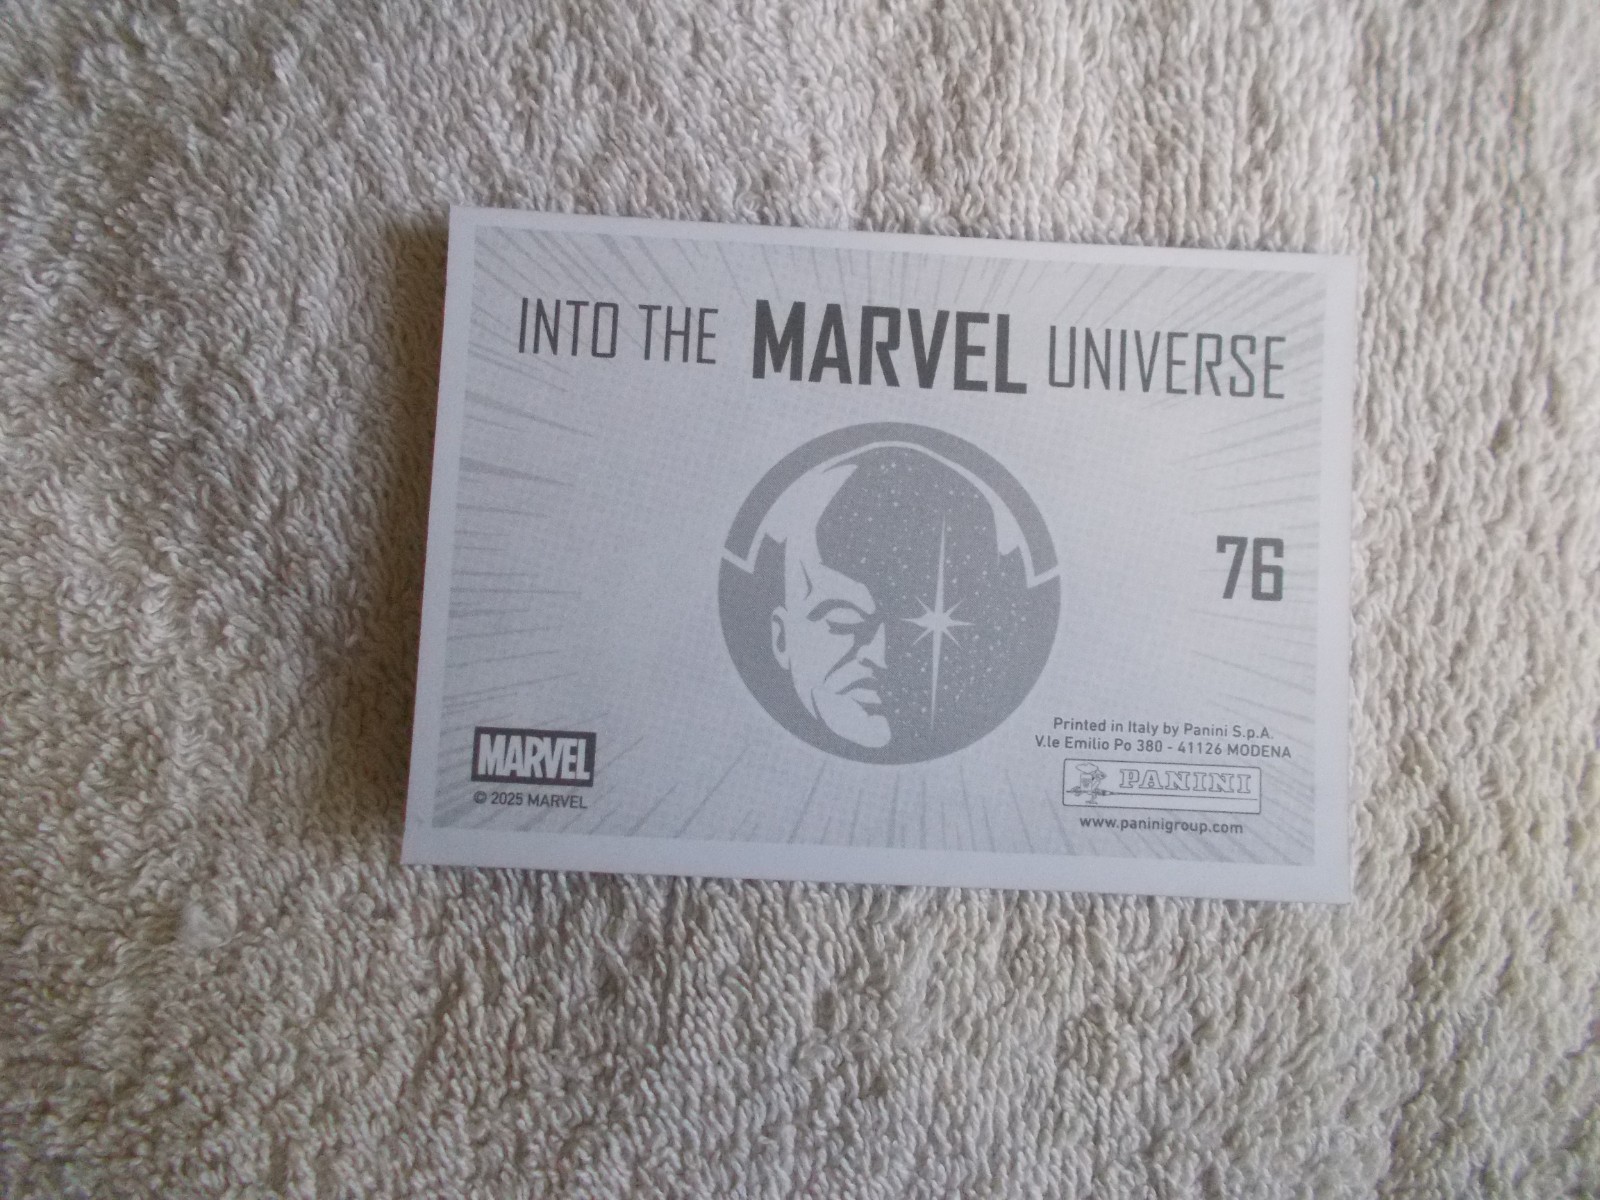 INTO THE MARVEL UNIVERSE
76
MARVEL
© 2025 MARVEL
Printed in Italy by Panini S.p.A.
V.le Emilio Po 380 - 41126 MODENA
PANINI
www.paninigroup.com